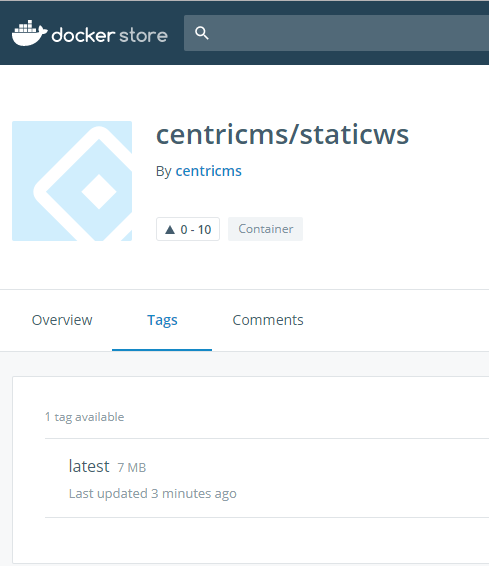 docker store
centricms/staticws
By centricms
▲ 0 - 10 Container
Overview Tags Comments
1 tag available
latest 7 MB
Last updated 3 minutes ago